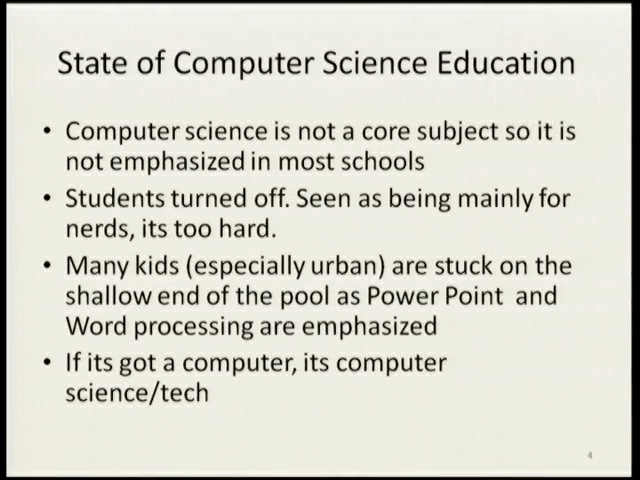 State of Computer Science Education
• Computer science is not a core subject so it is
not emphasized in most schools
• Students turned off. Seen as being mainly for
nerds, its too hard.
• Many kids (especially urban) are stuck on the
shallow end of the pool as Power Point and
Word processing are emphasized
• If its got a computer, its computer
science/tech
4